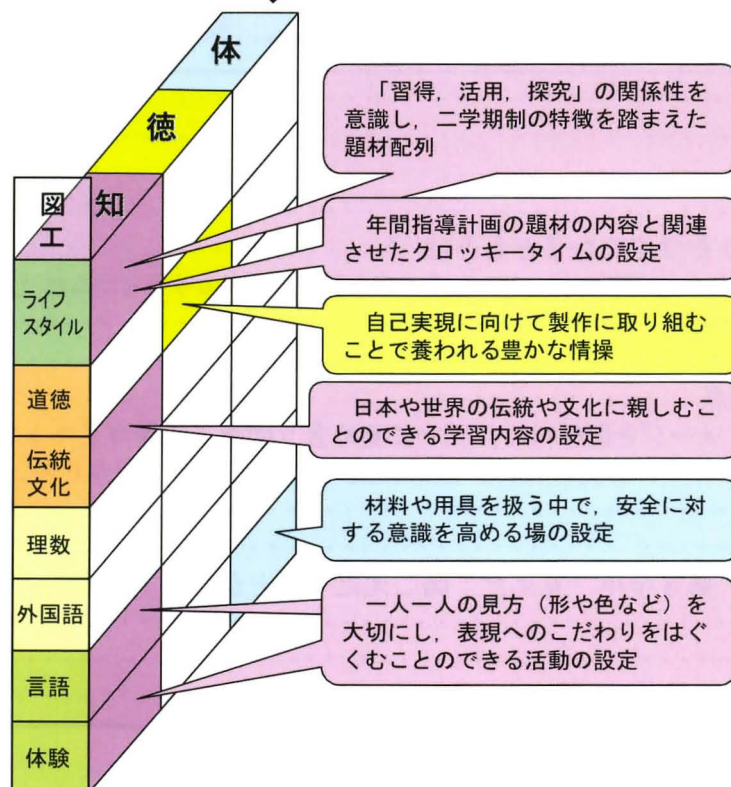 体
徳
知
図
工
ライフ
スタイル
道徳
伝統
文化
理数
外国語
言語
体験
「習得，活用，探究」の関係性を
意識し，二学期制の特徴を踏まえた
題材配列
年間指導計画の題材の内容と関連
させたクロッキータイムの設定
自己実現に向けて製作に取り組む
ことで養われる豊かな情操
日本や世界の伝統や文化に親しむこ
とのできる学習内容の設定
材料や用具を扱う中で，安全に対
する意識を高める場の設定
一人一人の見方（形や色など）を
大切にし，表現へのこだわりをはぐ
くむことのできる活動の設定